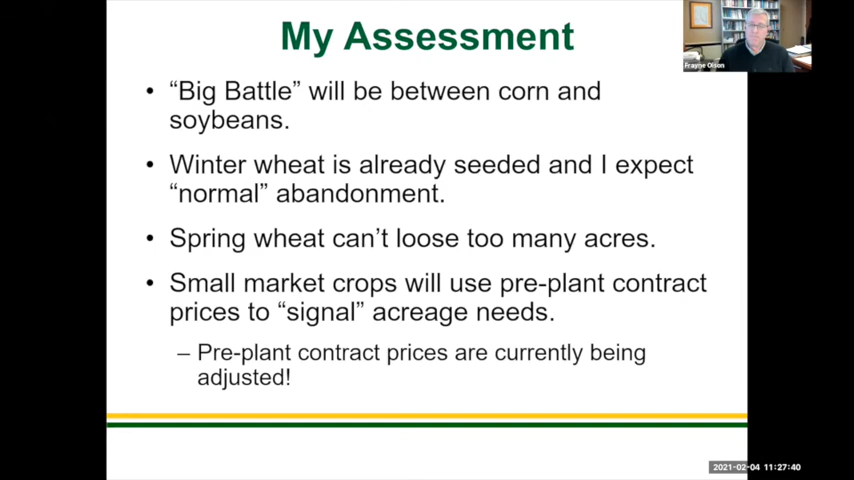 My Assessment
• “Big Battle” will be between corn and
soybeans.
• Winter wheat is already seeded and I expect
“normal” abandonment.
• Spring wheat can’t loose too many acres.
• Small market crops will use pre-plant contract
prices to “signal” acreage needs.
– Pre-plant contract prices are currently being
adjusted!
Frayne Olson
2021-02-04 11:27:40